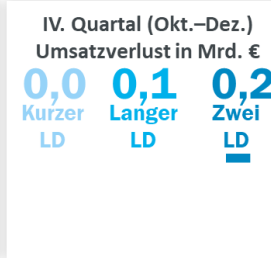 IV. Quartal (Okt.–Dez.)
Umsatzverlust in Mrd. €
0,0 0,1 0,2
Kurzer Langer Zwei
LD LD LD